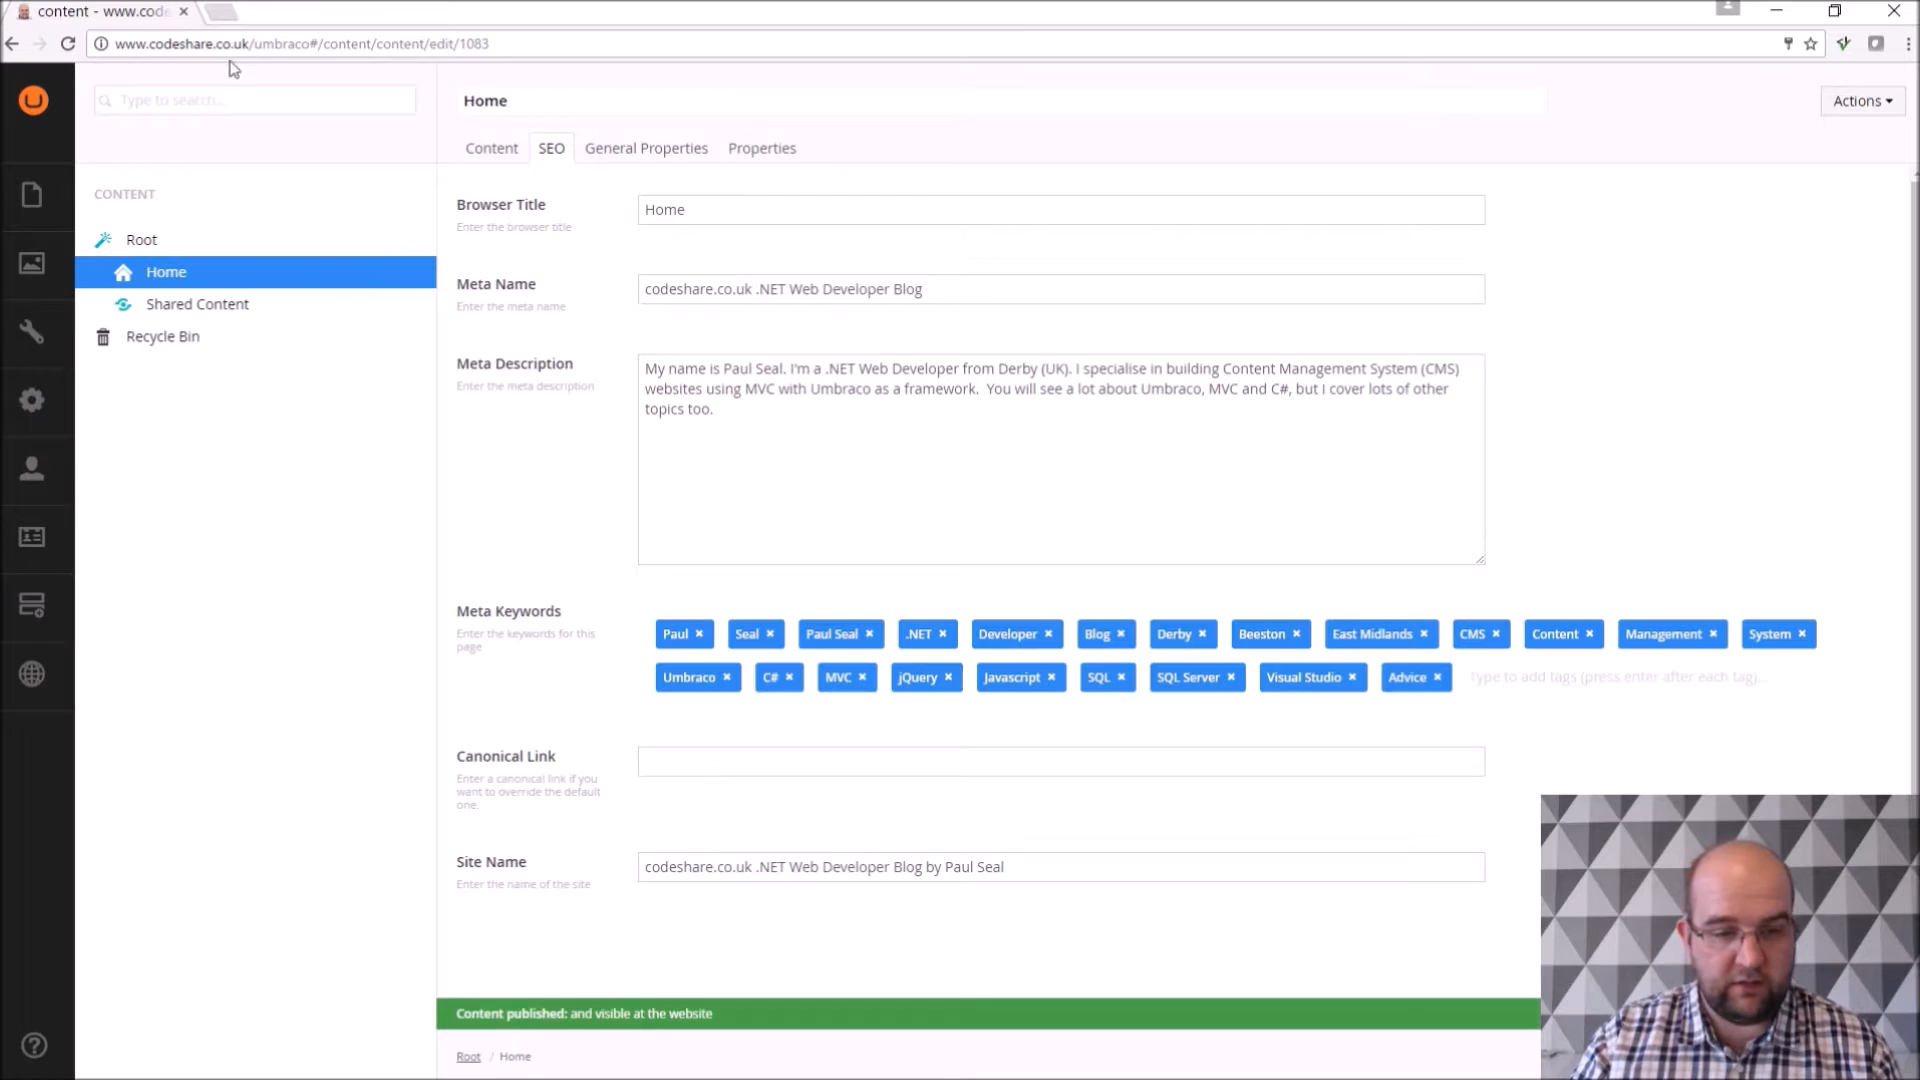 content - www.cod
www.codeshare.co.uk/umbraco#/content/content/edit/1083
Type to search...
Home
Actions
Content
SEO
General Properties
Properties
CONTENT
Root
Home
Shared Content
Recycle Bin
Browser Title
Enter the browser title
Home
Meta Name
Enter the meta name
codeshare.co.uk .NET Web Developer Blog
Meta Description
Enter the meta description
My name is Paul Seal. I'm a .NET Web Developer from Derby (UK). I specialise in building Content Management System (CMS)
websites using MVC with Umbraco as a framework.  You will see a lot about Umbraco, MVC and C#, but I cover lots of other
topics too.
Meta Keywords
Enter the keywords for this
page
Paul Seal Paul Seal .NET Developer Blog Derby Beeston East Midlands CMS Content Management System
Umbraco C# MVC jQuery Javascript SQL SQL Server Visual Studio Advice Type to add tags (press enter after each tag)...
Canonical Link
Enter a canonical link if you
want to override the default
one.
Site Name
Enter the name of the site
codeshare.co.uk .NET Web Developer Blog by Paul Seal
Content published: and visible at the website
Root / Home